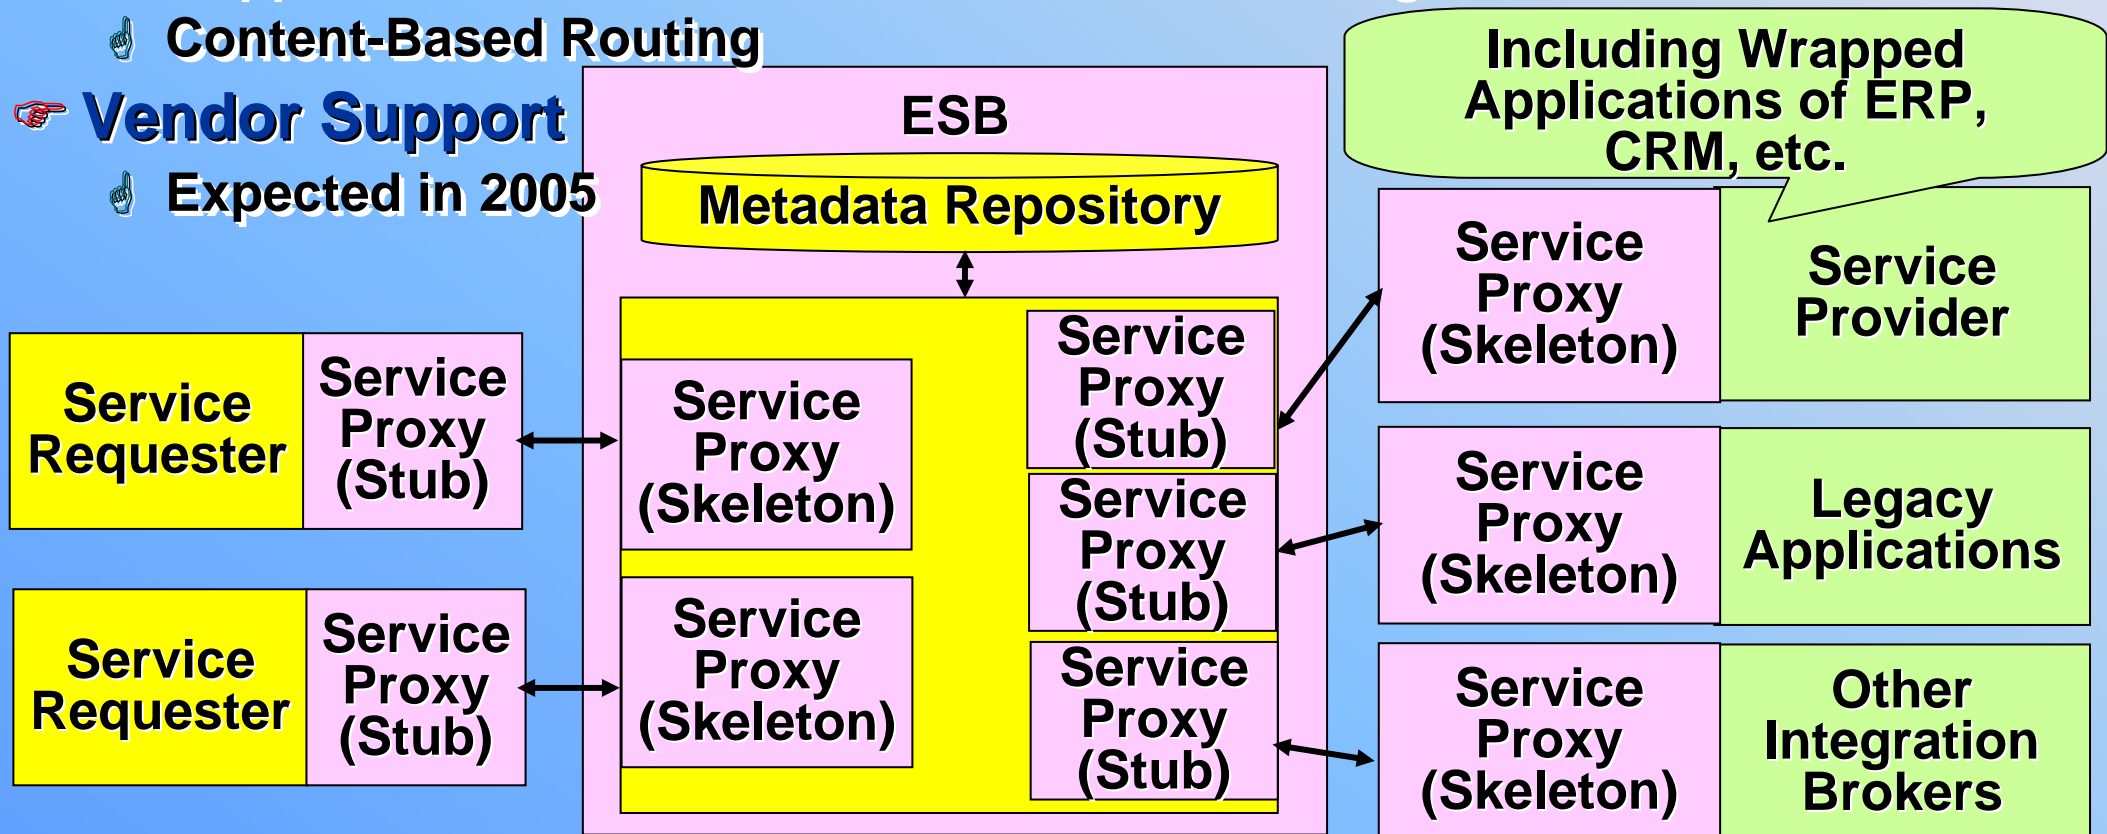 Content-Based Routing
Vendor Support
Expected in 2005
Including Wrapped
Applications of ERP,
CRM, etc.
ESB
Metadata Repository
Service
Requester
Service
Proxy
(Stub)
Service
Requester
Service
Proxy
(Stub)
Service
Proxy
(Skeleton)
Service
Proxy
(Skeleton)
Service
Proxy
(Stub)
Service
Proxy
(Stub)
Service
Proxy
(Stub)
Service
Proxy
(Skeleton)
Service
Provider
Service
Proxy
(Skeleton)
Legacy
Applications
Service
Proxy
(Skeleton)
Other
Integration
Brokers